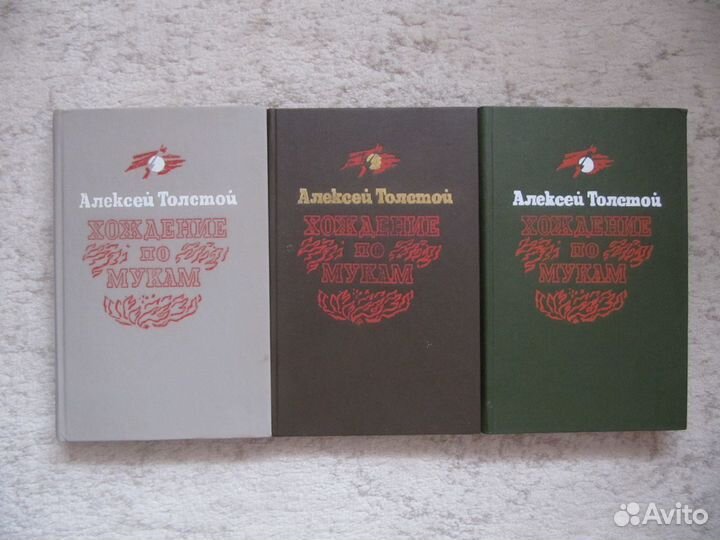 Алексей Толстой
ХОЖДЕНИЕ
ПО
МУКАМ
Алексей Толстой
ХОЖДЕНИЕ
ПО
МУКАМ
Алексей Толстой
ХОЖДЕНИЕ
ПО
МУКАМ
Avito